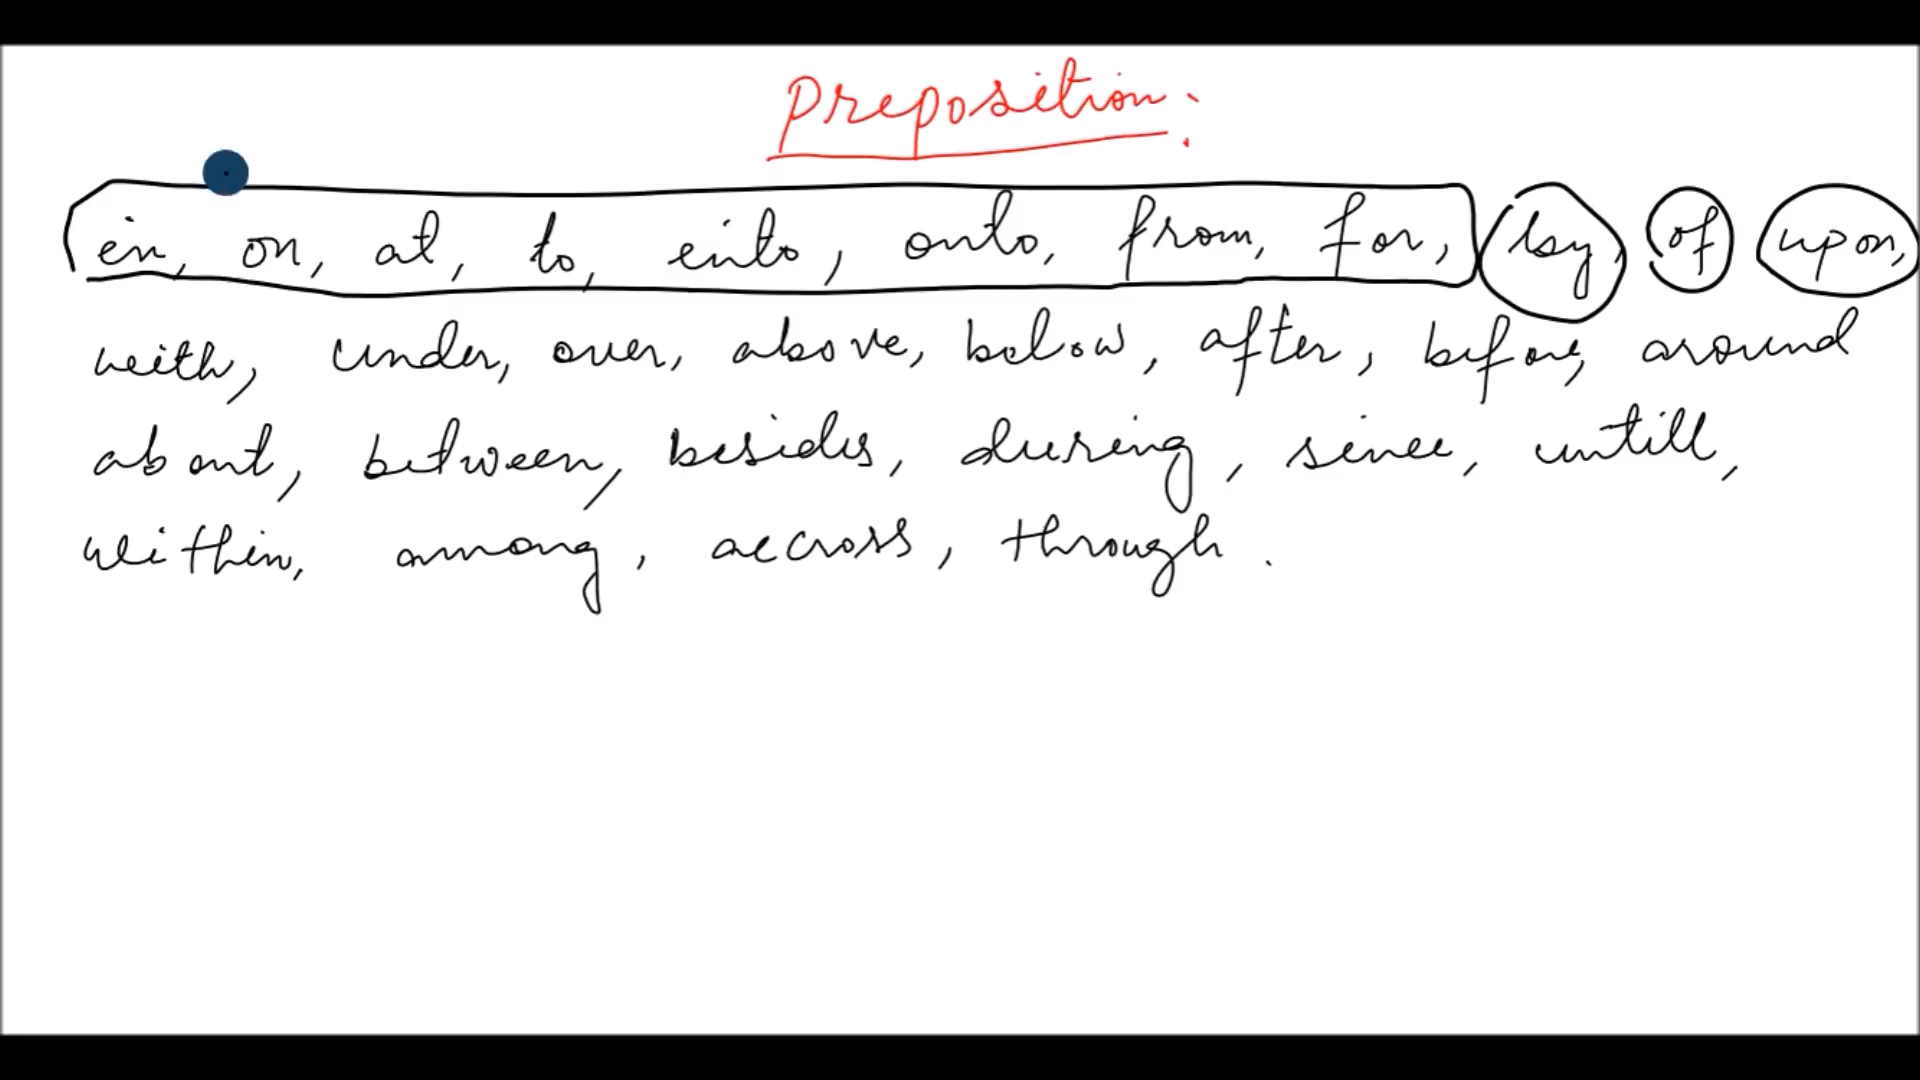 Preposition.
in, on, at, to, into, onto, from, for, by, of upon,
with, under, over, above, below, after, before, around
about, between, besides, during, since, untill,
within, among, accross, through.